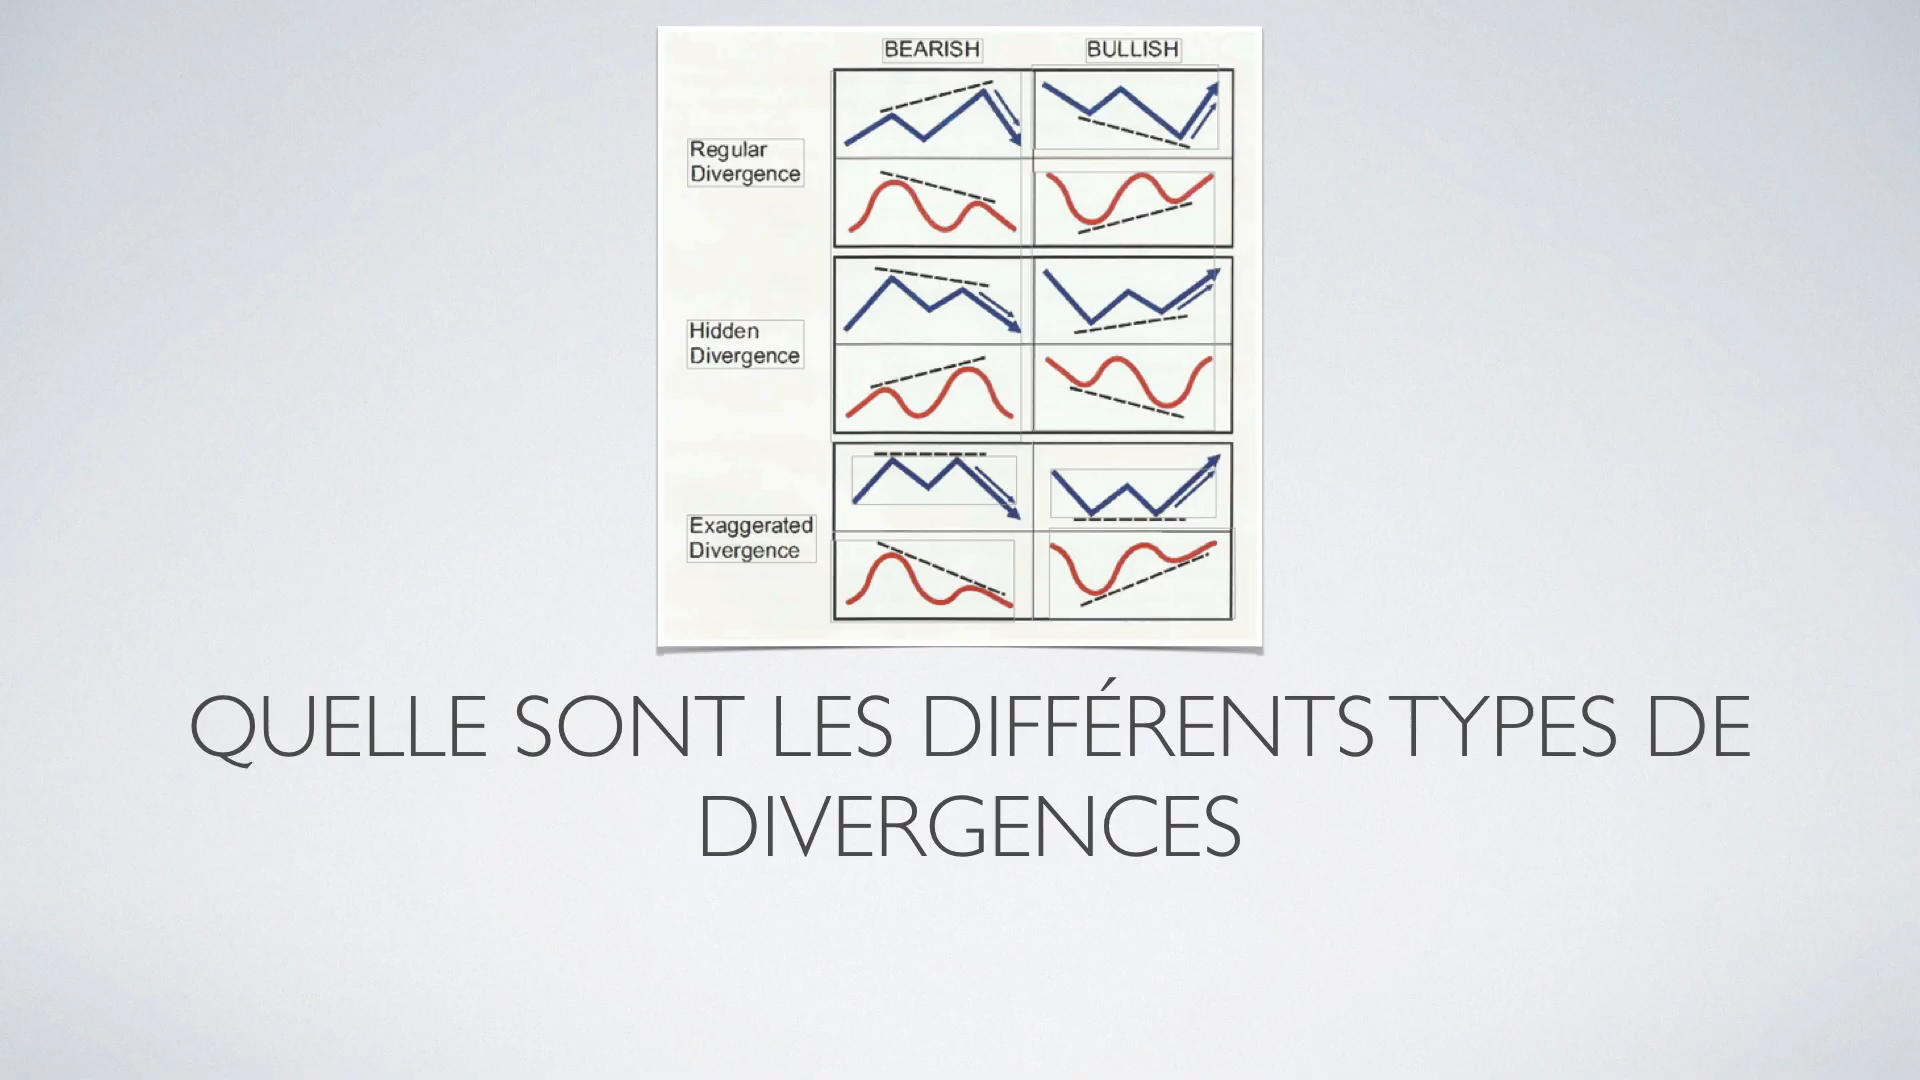 BEARISH BULLISH
Regular
Divergence
Hidden
Divergence
Exaggerated
Divergence
QUELLE SONT LES DIFFÉRENTS TYPES DE
DIVERGENCES